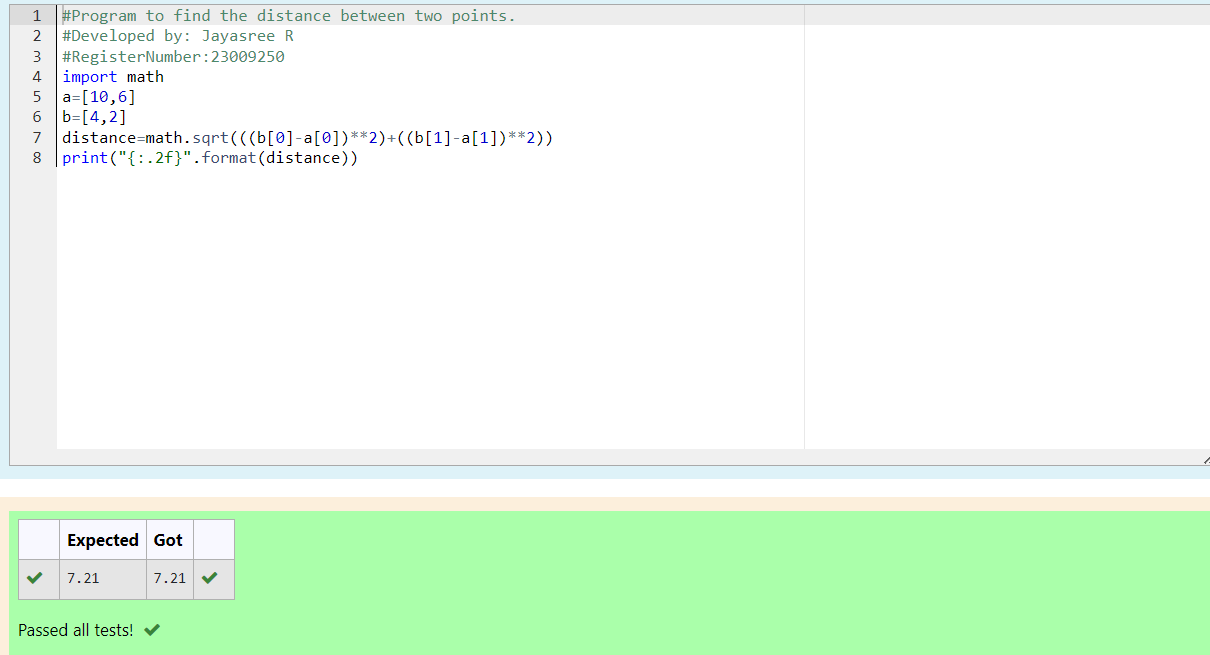 1 #Program to find the distance between two points.
2 #Developed by: Jayasree R
3 #RegisterNumber:23009250
4 import math
5 a=[10,6]
6 b=[4,2]
7 distance=math.sqrt(((b[0]-a[0])**2)+((b[1]-a[1])**2))
8 print("{:.2f}".format(distance))
Expected Got
7.21 7.21
Passed all tests!